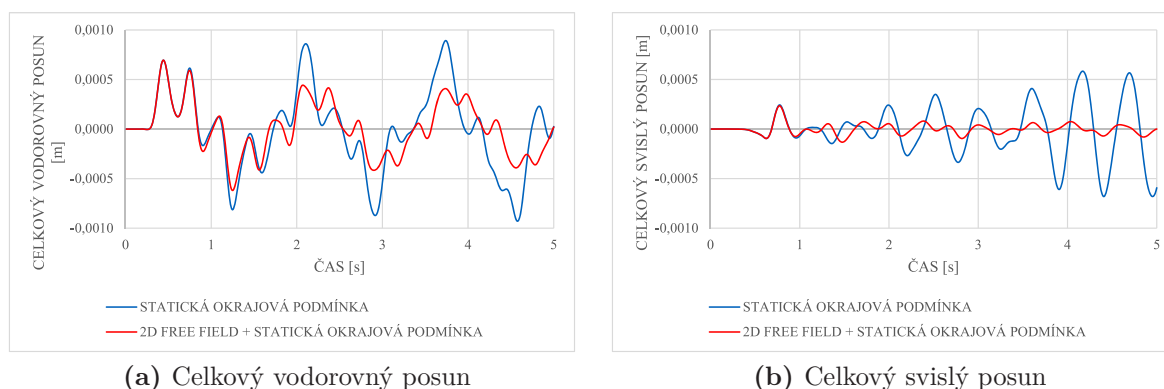 CELKOVÝ VODOROVNÝ POSUN
[m]
0,0010
0,0005
0,0000
-0,0005
-0,0010
0 1 2 3 4 5
ČAS [s]
STATICKÁ OKRAJOVÁ PODMÍNKA
2D FREE FIELD + STATICKÁ OKRAJOVÁ PODMÍNKA
(a) Celkový vodorovný posun
CELKOVÝ SVISLÝ POSUN [m]
0,0010
0,0005
0,0000
-0,0005
-0,0010
0 1 2 3 4 5
ČAS [s]
STATICKÁ OKRAJOVÁ PODMÍNKA
2D FREE FIELD + STATICKÁ OKRAJOVÁ PODMÍNKA
(b) Celkový svislý posun